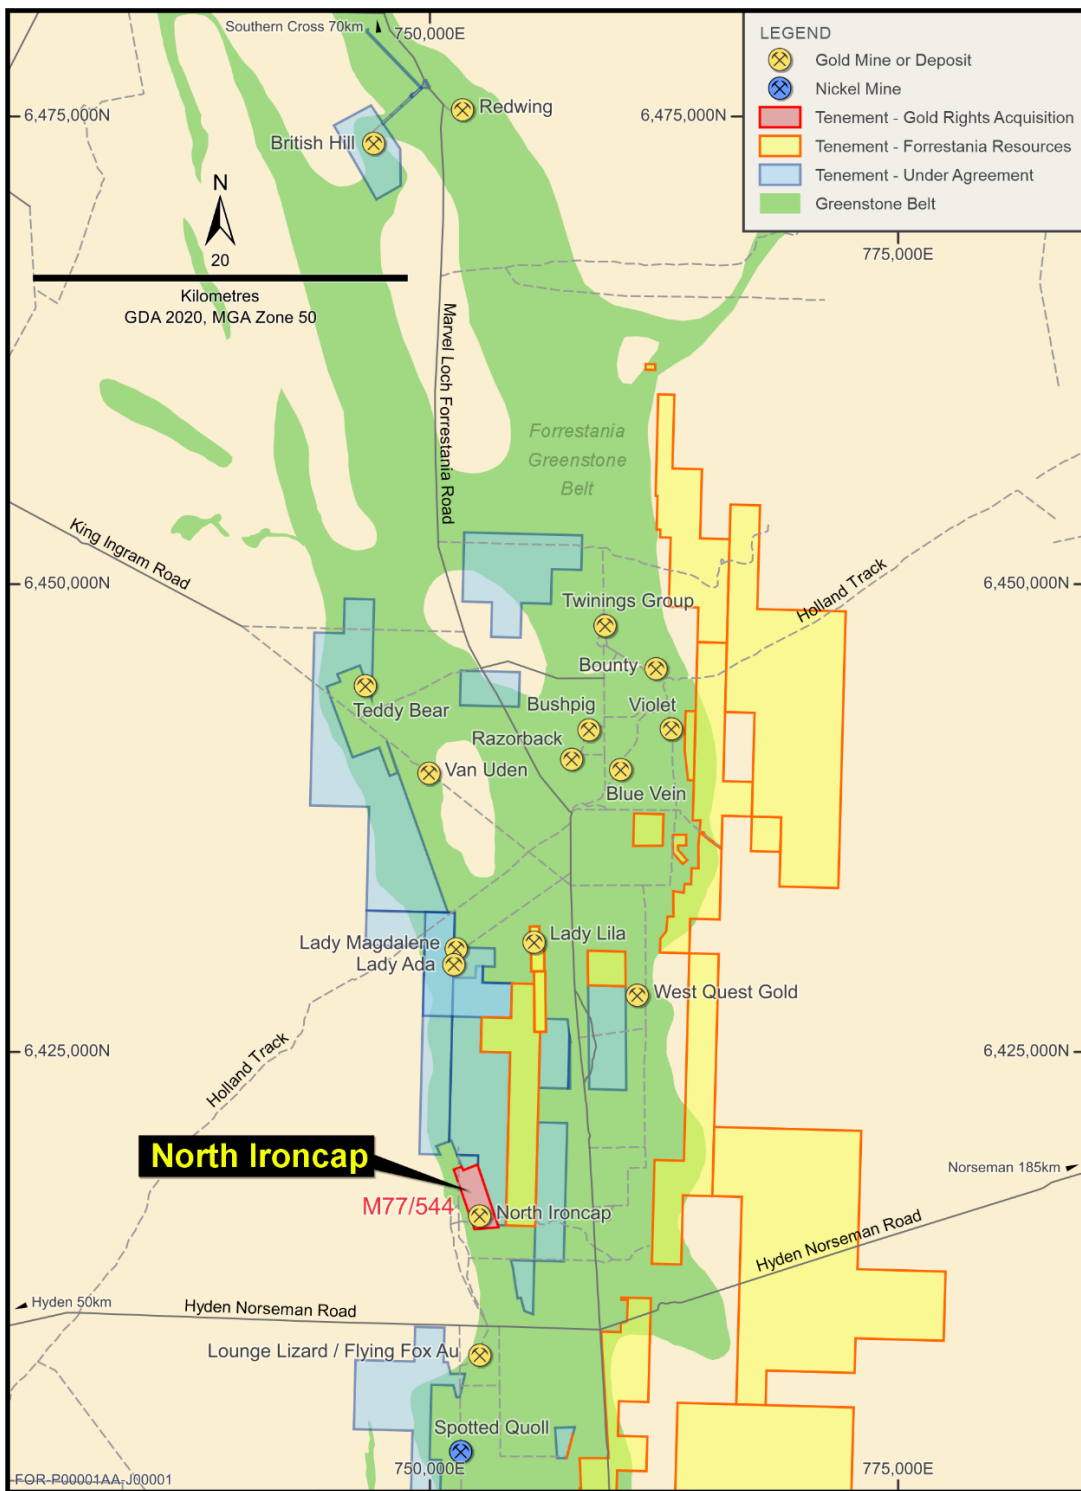 Southern Cross 70km
750,000E
LEGEND
Gold Mine or Deposit
Nickel Mine
Tenement - Gold Rights Acquisition
Tenement - Forrestania Resources
Tenement - Under Agreement
Greenstone Belt
6,475,000N
6,475,000N
Redwing
British Hill
N
20
Kilometres
GDA 2020, MGA Zone 50
775,000E
Marvel Loch Forrestania Road
Forrestania
Greenstone
Belt
King Ingram Road
6,450,000N
6,450,000N
Holland Track
Twinings Group
Bounty
Teddy Bear
Bushpig
Violet
Razorback
Van Uden
Blue Vein
Lady Magdalene
Lady Ada
Lady Lila
West Quest Gold
6,425,000N
6,425,000N
Holland Track
North Ironcap
M77/544
North Ironcap
Norseman 185km
Hyden Norseman Road
Hyden 50km
Hyden Norseman Road
Lounge Lizard / Flying Fox Au
Spotted Quoll
750,000E
775,000E
FOR-P00001AA-J00001